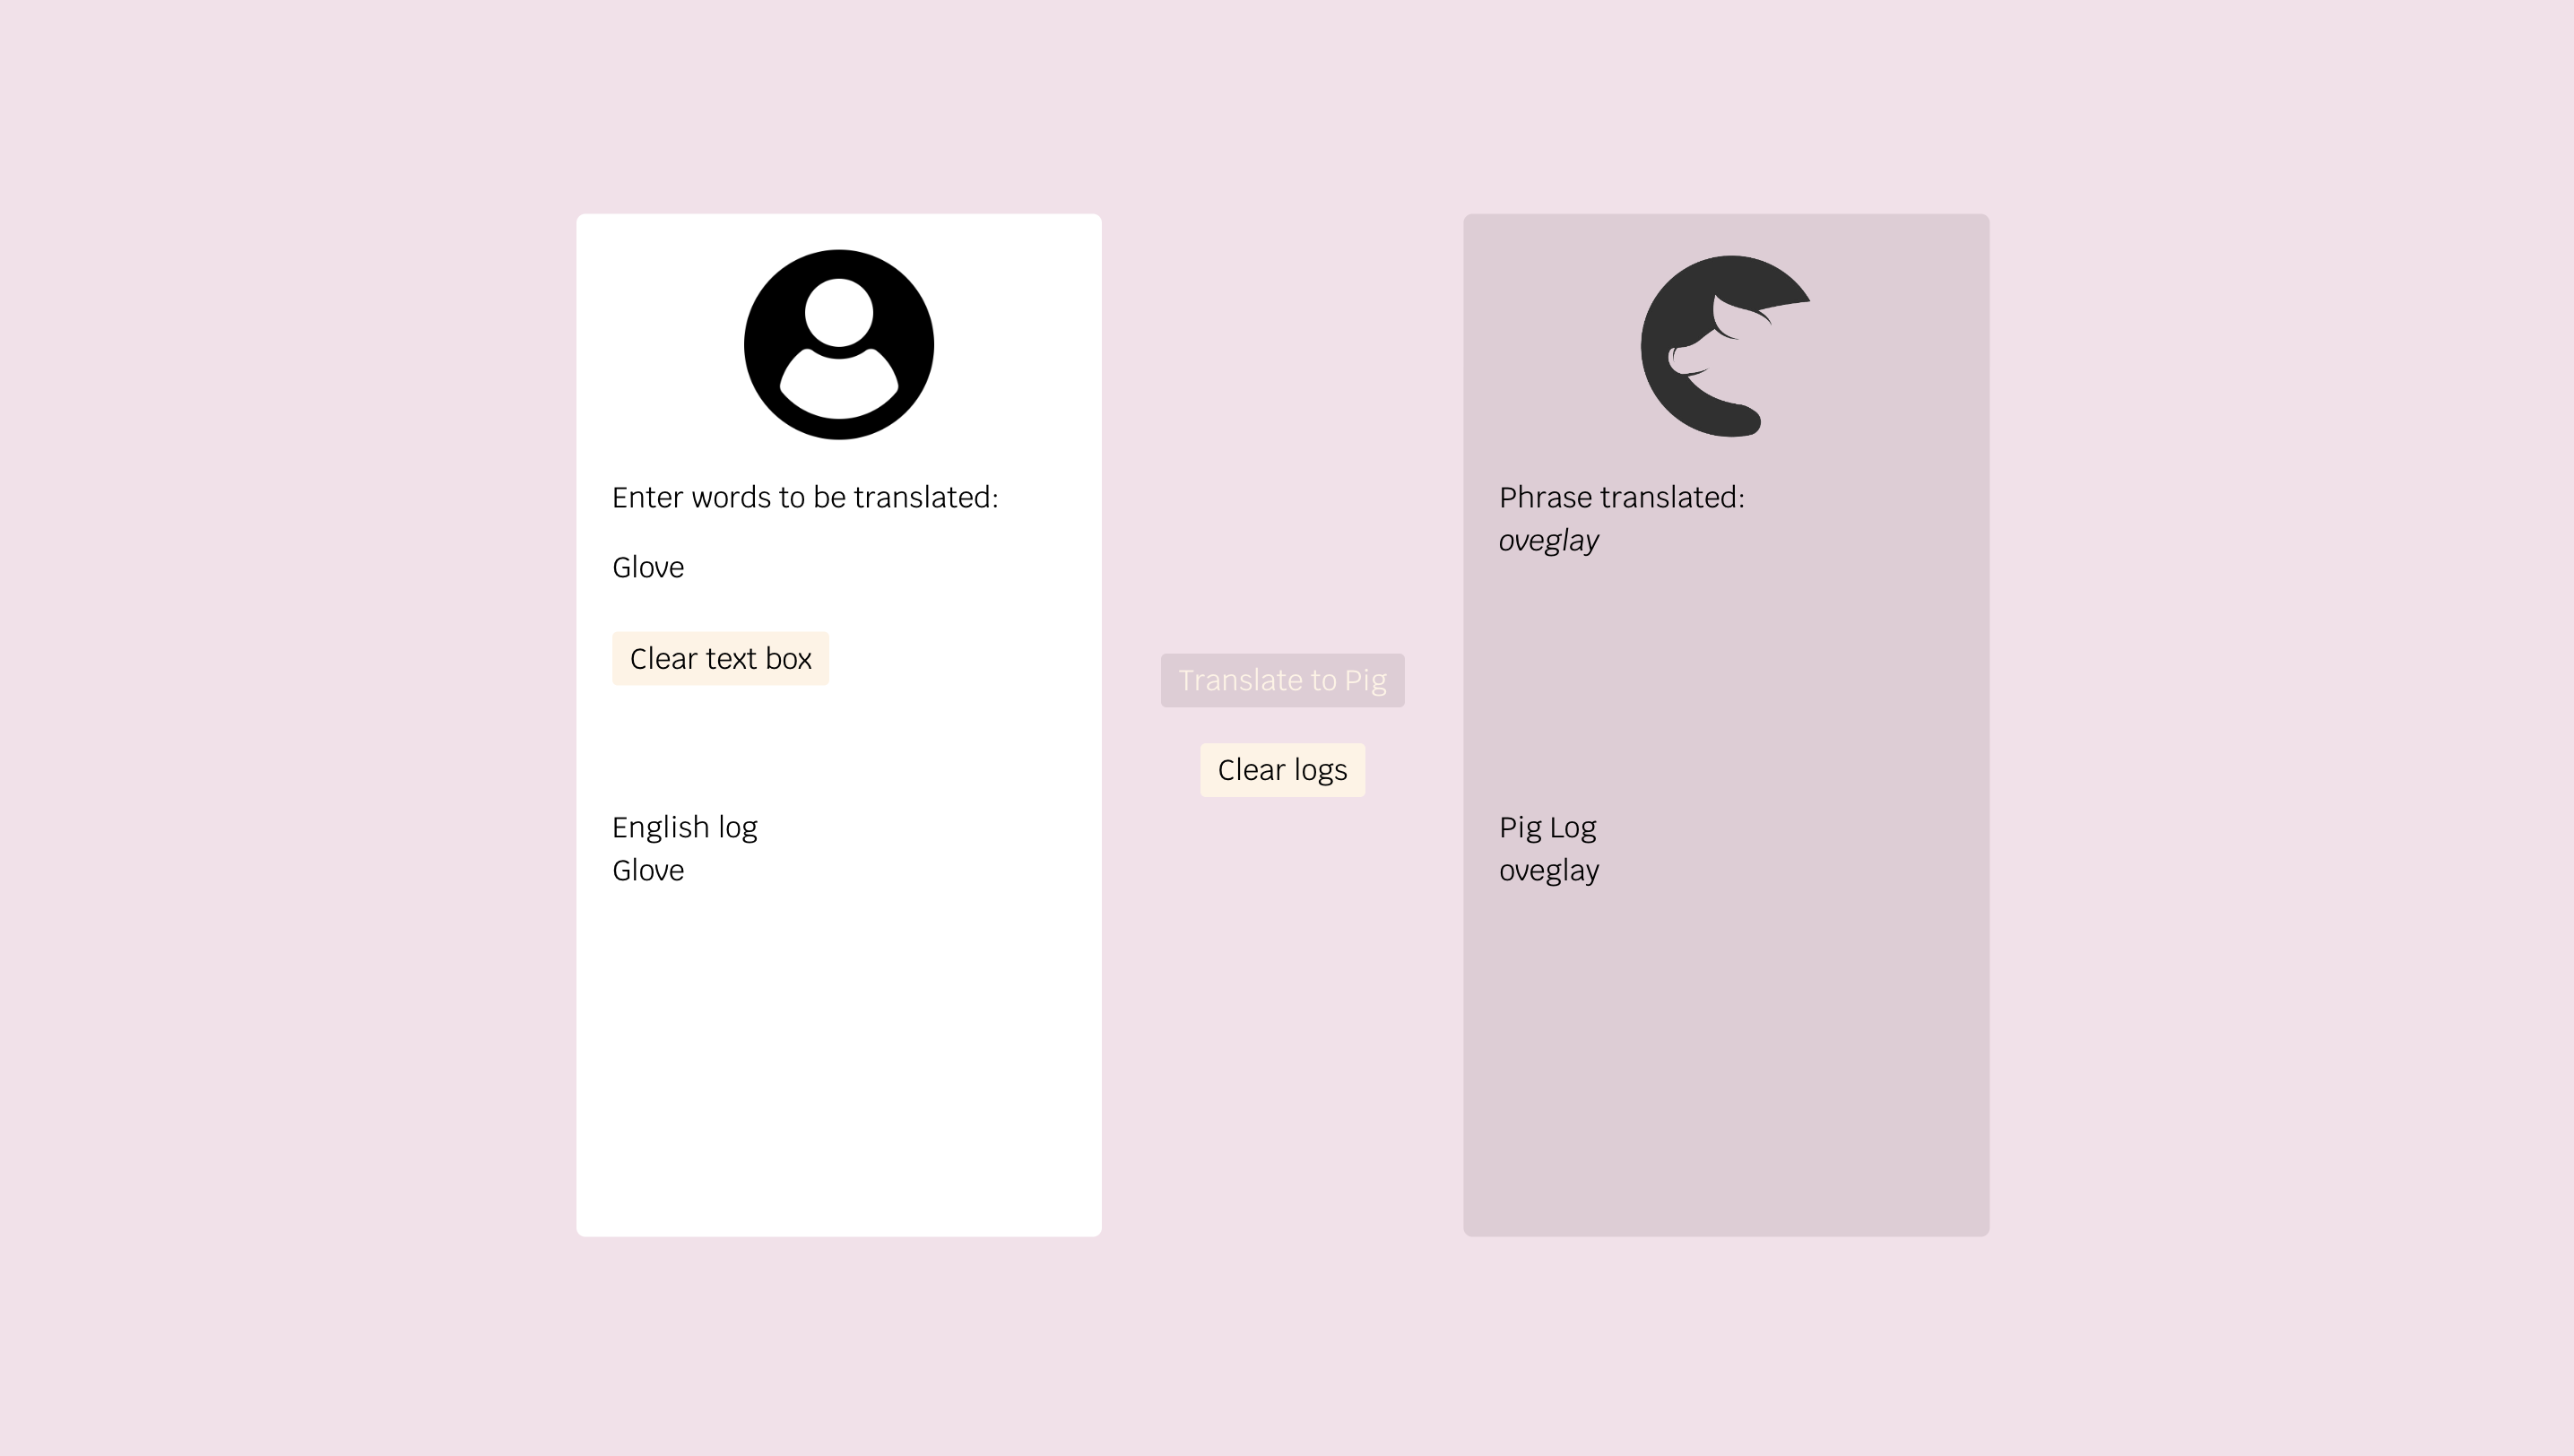 Enter words to be translated:
Glove
Clear text box
English log
Glove
Translate to Pig
Clear logs
Phrase translated:
oveglay
Pig Log
oveglay